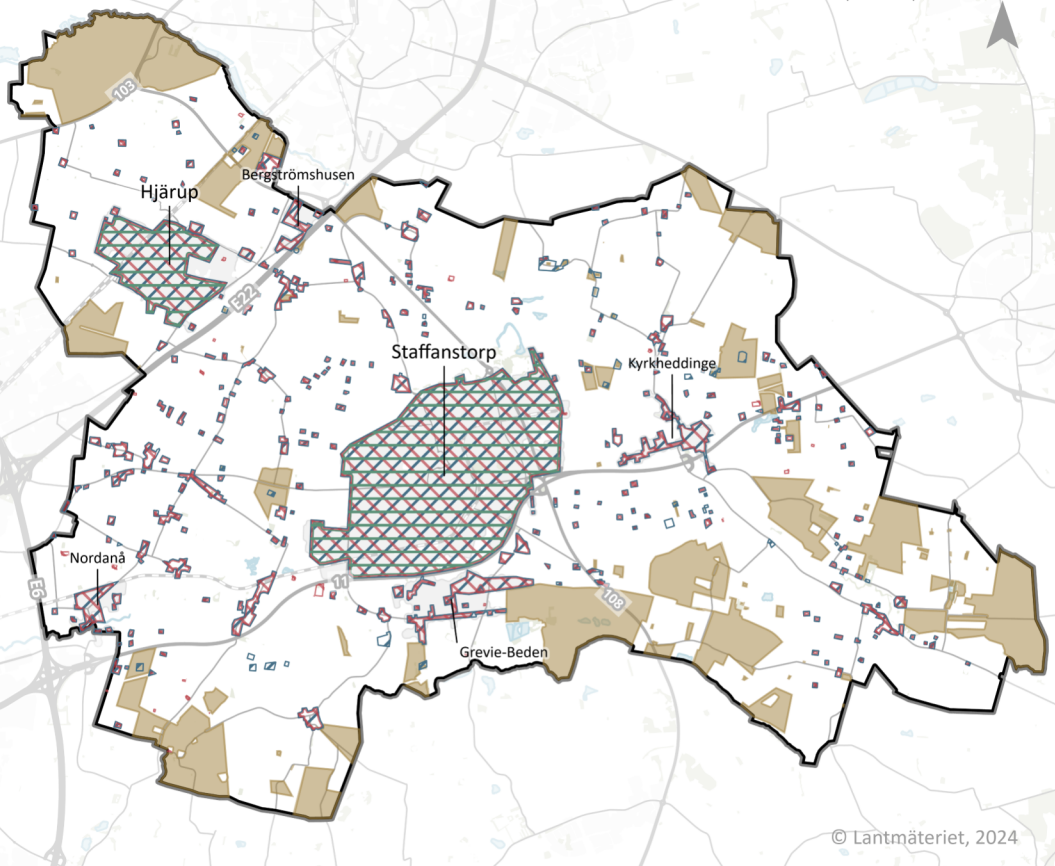 103
Bergströmshusen
Hjärup
E22
Staffanstorp
Kyrkheddinge
Nordanå
E6
11
108
Grevie-Beden
© Lantmäteriet, 2024